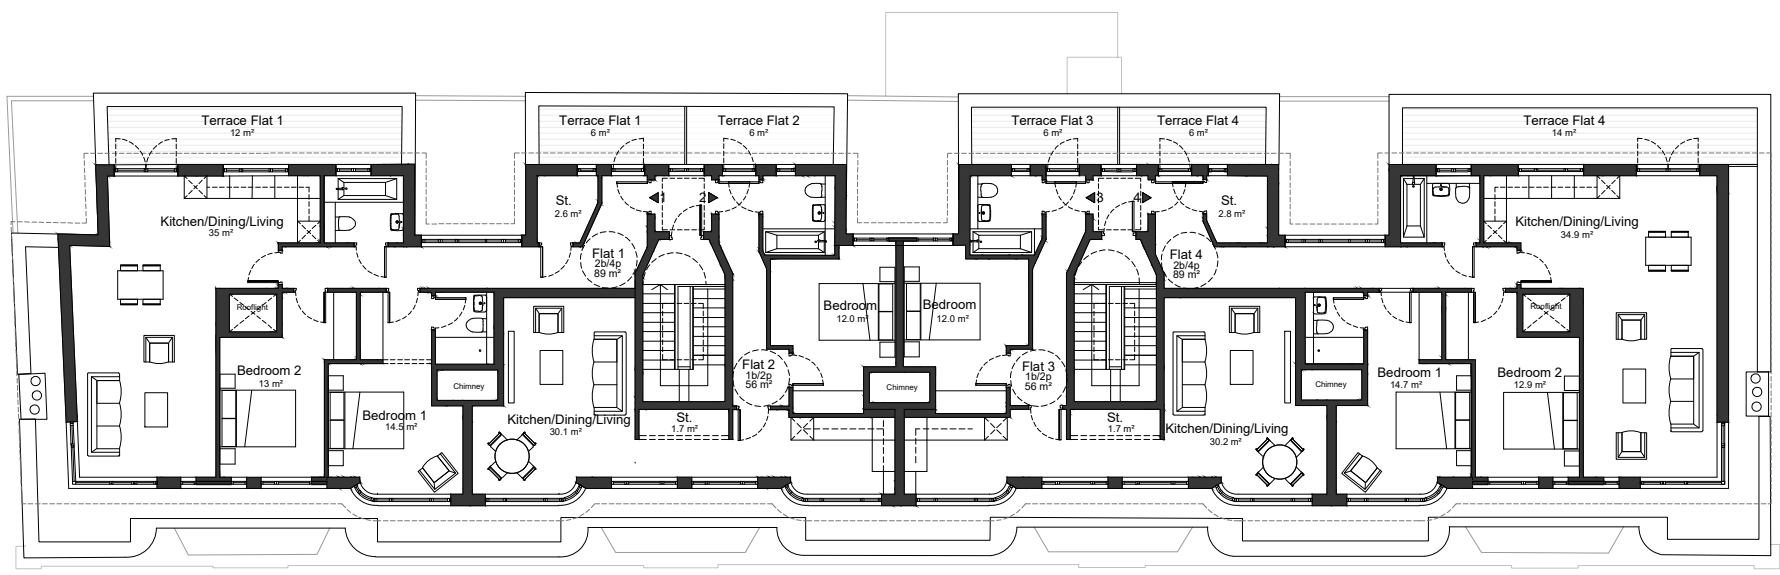 Terrace Flat 1
12 m²
Terrace Flat 1
6 m²
Terrace Flat 2
6 m²
Terrace Flat 3
6 m²
Terrace Flat 4
6 m²
Terrace Flat 4
14 m²
Kitchen/Dining/Living
35 m²
St.
2.6 m²
1
2
3
4
St.
2.8 m²
Kitchen/Dining/Living
34.9 m²
Flat 1
2b/4p
89 m²
Flat 4
2b/4p
89 m²
Rooflight
Bedroom
12.0 m²
Bedroom
12.0 m²
Rooflight
Bedroom 2
13 m²
Chimney
Flat 2
1b/2p
56 m²
Chimney
Flat 3
1b/2p
56 m²
Chimney
Bedroom 1
14.7 m²
Bedroom 2
12.9 m²
Bedroom 1
14.5 m²
Kitchen/Dining/Living
30.1 m²
St.
1.7 m²
St.
1.7 m²
Kitchen/Dining/Living
30.2 m²